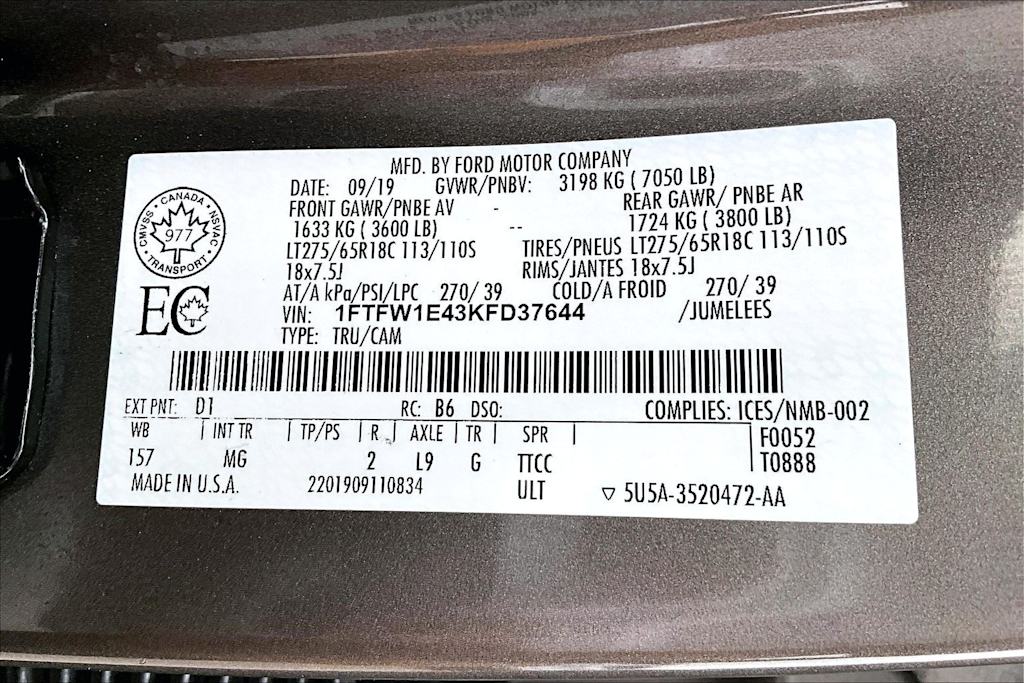 MFD. BY FORD MOTOR COMPANY
DATE: 09/19 GVWR/PNBV: 3198 KG ( 7050 LB)
FRONT GAWR/PNBE AV - REAR GAWR/ PNBE AR
1633 KG ( 3600 LB) -- 1724 KG ( 3800 LB)
LT275/65R18C 113/110S TIRES/PNEUS LT275/65R18C 113/110S
18x7.5J RIMS/JANTES 18x7.5J
AT/A kPa/PSI/LPC 270/ 39 COLD/A FROID 270/ 39
VIN: 1FTFW1E43KFD37644 /JUMELEES
TYPE: TRU/CAM
CANADA
CMVSS NSVAC
977
TRANSPORT
EC
EXT PNT: D1 RC: B6 DSO: COMPLIES: ICES/NMB-002
WB | INT TR | TP/PS | R | AXLE | TR | SPR | F0052
157 MG 2 L9 G TTCC T0888
MADE IN U.S.A. 2201909110834 ULT ▽ 5U5A-3520472-AA